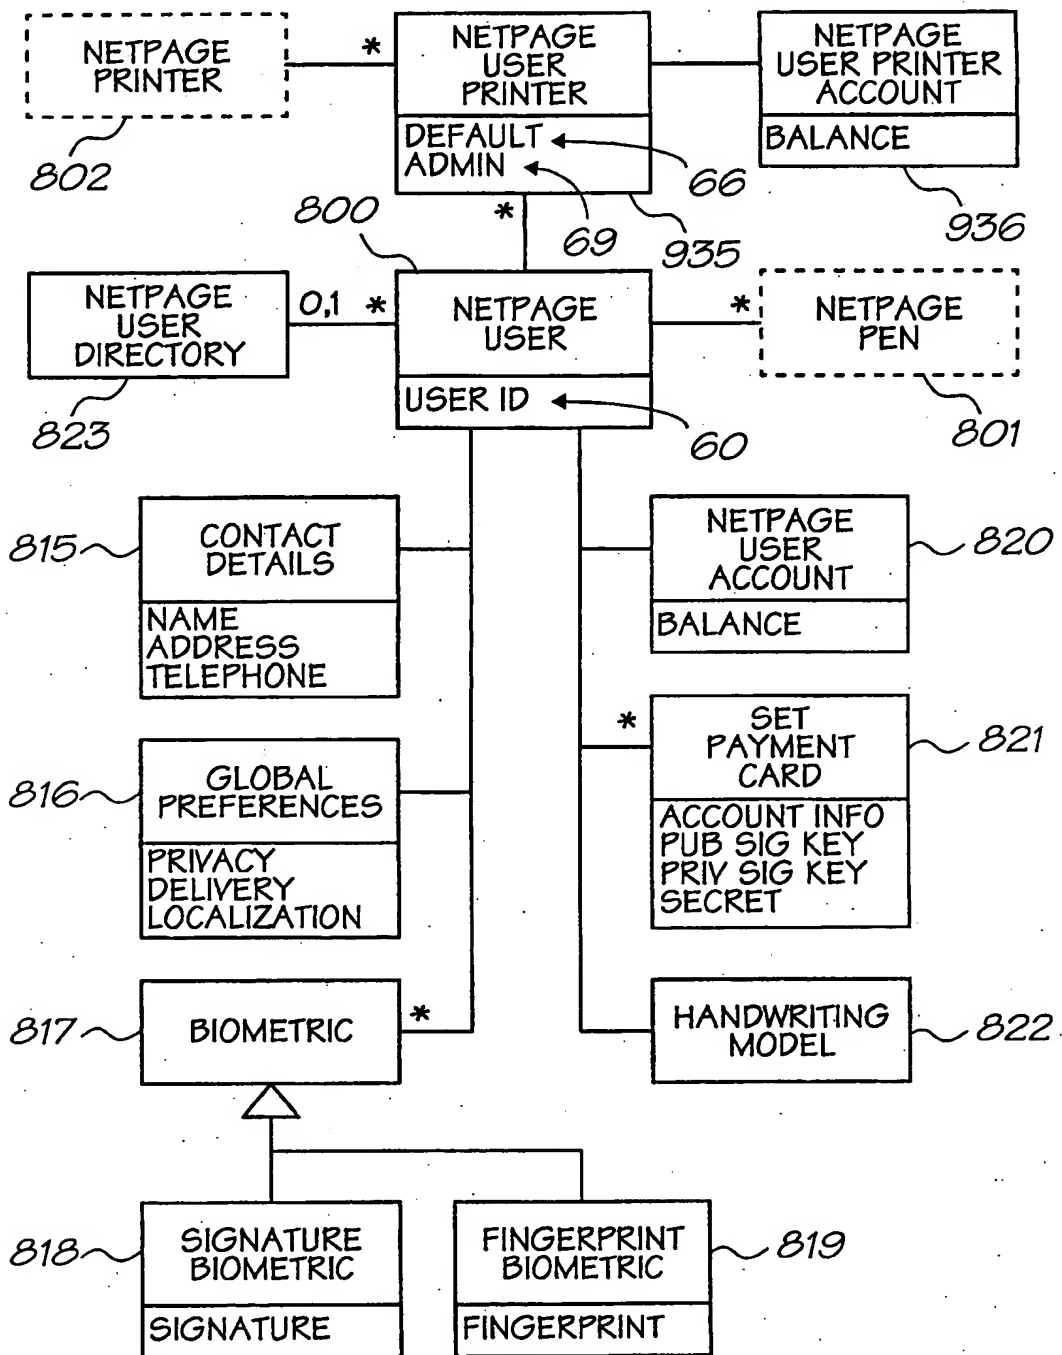 NETPAGE
PRINTER
802
*
NETPAGE
USER
PRINTER
DEFAULT
ADMIN
66
69
935
*
NETPAGE
USER PRINTER
ACCOUNT
BALANCE
936
800
NETPAGE
USER
DIRECTORY
823
0,1
*
NETPAGE
USER
USER ID
60
*
NETPAGE
PEN
801
815
CONTACT
DETAILS
NAME
ADDRESS
TELEPHONE
NETPAGE
USER
ACCOUNT
BALANCE
820
816
GLOBAL
PREFERENCES
PRIVACY
DELIVERY
LOCALIZATION
*
SET
PAYMENT
CARD
ACCOUNT INFO
PUB SIG KEY
PRIV SIG KEY
SECRET
821
817
BIOMETRIC
*
HANDWRITING
MODEL
822
818
SIGNATURE
BIOMETRIC
SIGNATURE
FINGERPRINT
BIOMETRIC
FINGERPRINT
819